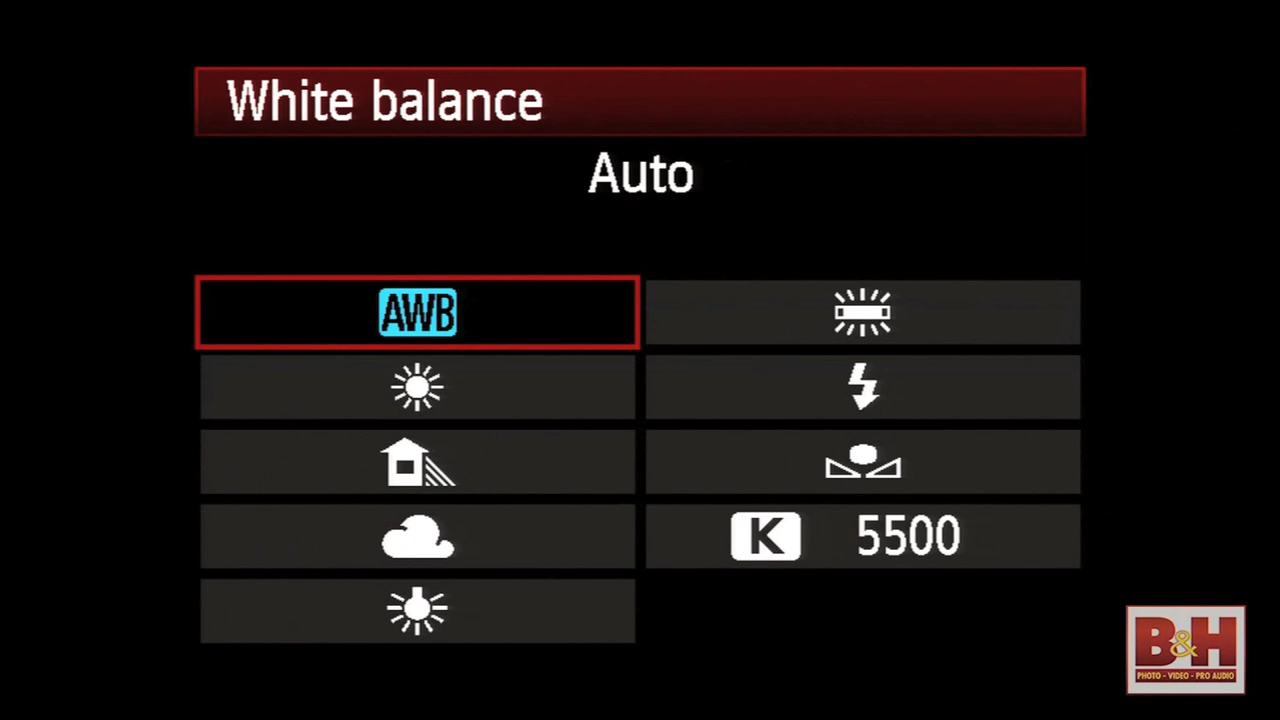 White balance
Auto
AWB
K 5500
B&H
PHOTO - VIDEO - PRO AUDIO